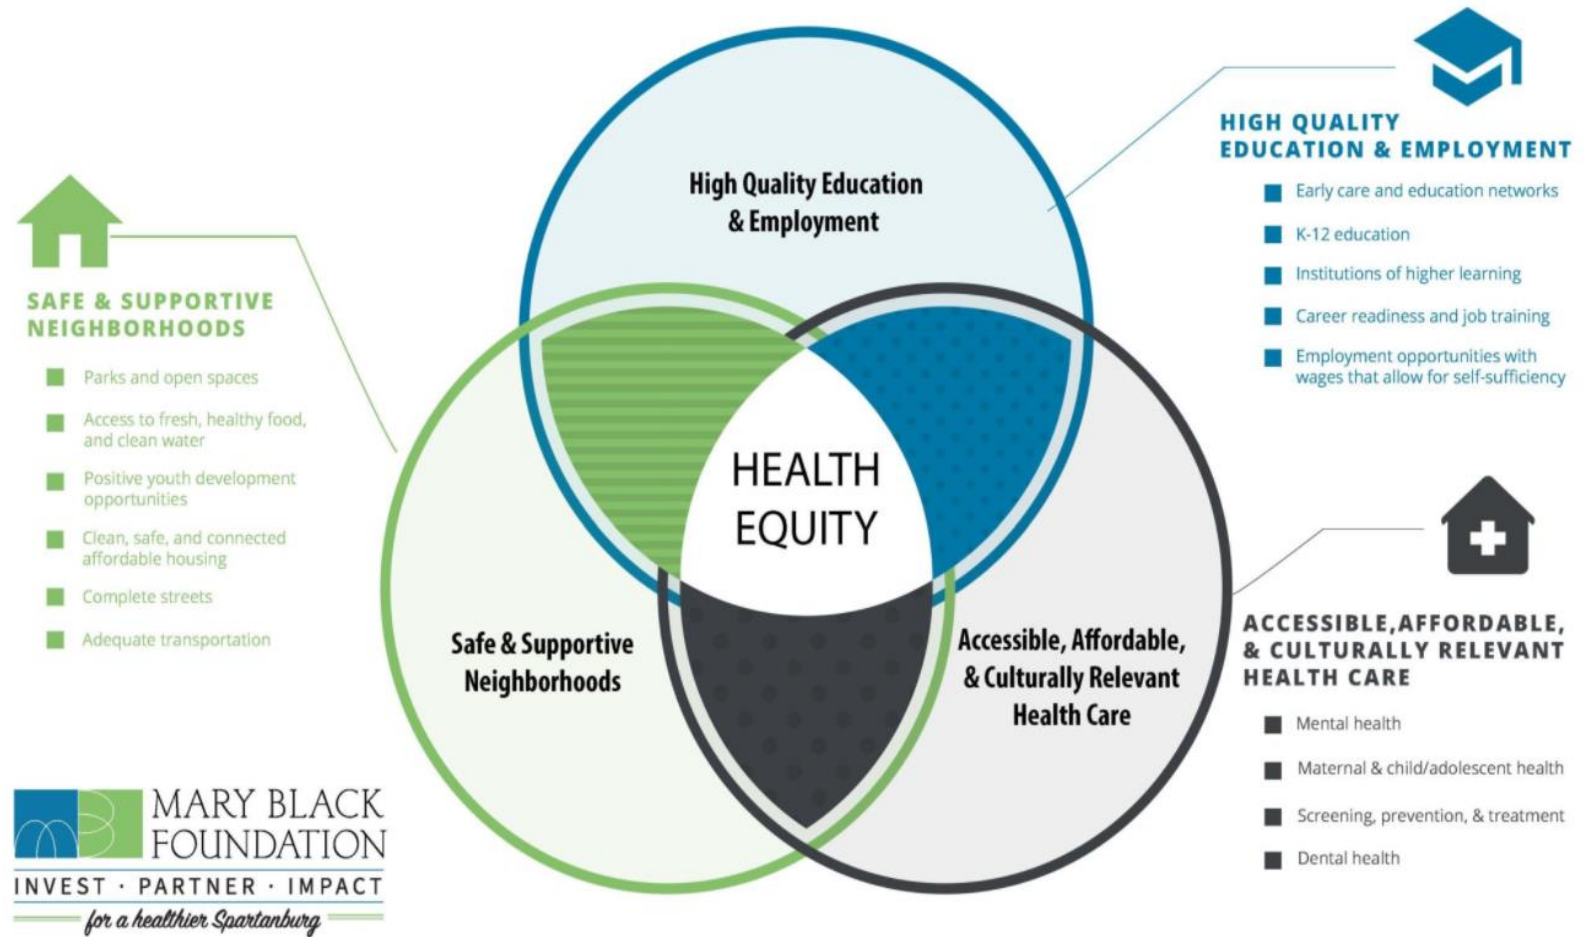 High Quality Education
& Employment
HEALTH
EQUITY
Safe & Supportive
Neighborhoods
Accessible, Affordable,
& Culturally Relevant
Health Care
SAFE & SUPPORTIVE
NEIGHBORHOODS
Parks and open spaces
Access to fresh, healthy food,
and clean water
Positive youth development
opportunities
Clean, safe, and connected
affordable housing
Complete streets
Adequate transportation
HIGH QUALITY
EDUCATION & EMPLOYMENT
Early care and education networks
K-12 education
Institutions of higher learning
Career readiness and job training
Employment opportunities with
wages that allow for self-sufficiency
ACCESSIBLE, AFFORDABLE,
& CULTURALLY RELEVANT
HEALTH CARE
Mental health
Maternal & child/adolescent health
Screening, prevention, & treatment
Dental health
MARY BLACK
FOUNDATION
INVEST · PARTNER · IMPACT
for a healthier Spartanburg